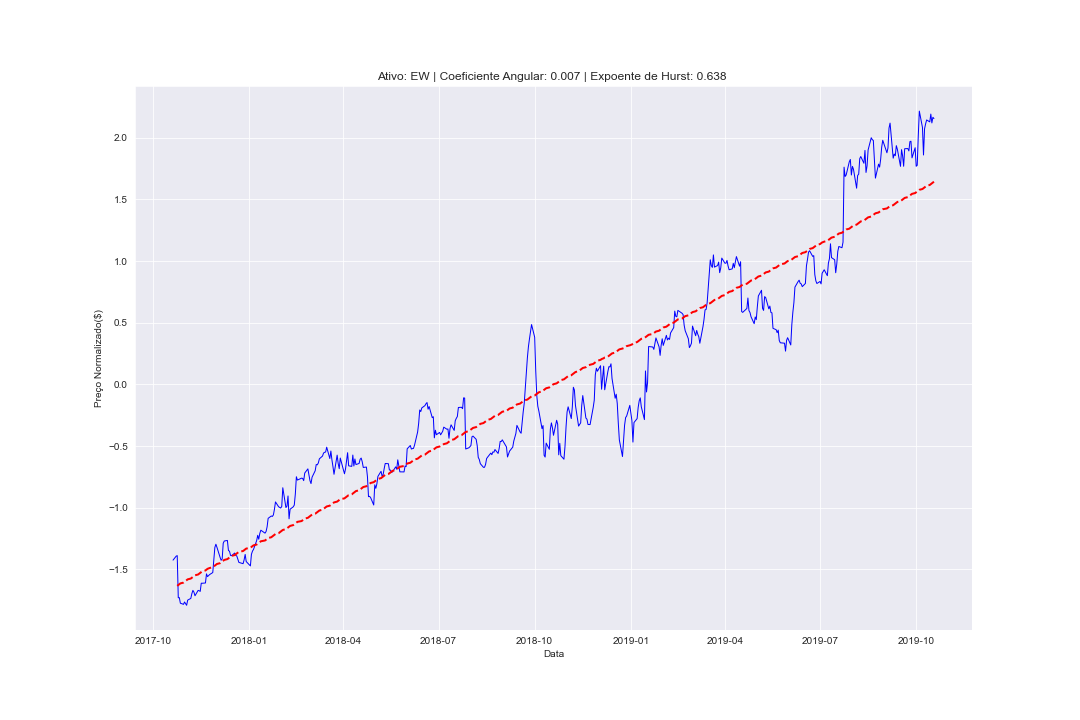 Ativo: EW | Coeficiente Angular: 0.007 | Expoente de Hurst: 0.638
Preço Normalizado($)
2.0
1.5
1.0
0.5
0.0
−0.5
−1.0
−1.5
2017-10 2018-01 2018-04 2018-07 2018-10 2019-01 2019-04 2019-07 2019-10
Data